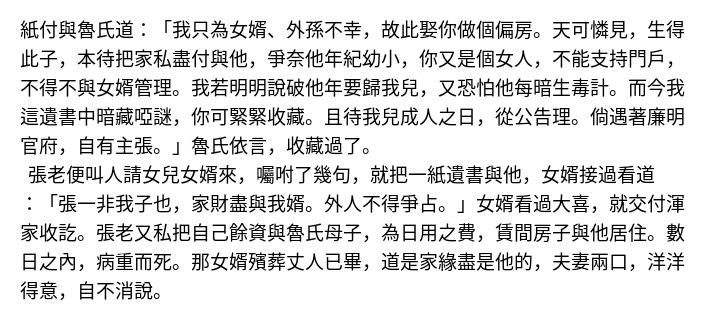 紙付與魯氏道：「我只為女婿、外孫不幸，故此娶你做個偏房。天可憐見，生得
此子，本待把家私盡付與他，爭奈他年紀幼小，你又是個女人，不能支持門戶，
不得不與女婿管理。我若明明說破他年要歸我兒，又恐怕他每暗生毒計。而今我
這遺書中暗藏啞謎，你可緊緊收藏。且待我兒成人之日，從公告理。倘遇著廉明
官府，自有主張。」魯氏依言，收藏過了。
張老便叫人請女兒女婿來，囑咐了幾句，就把一紙遺書與他，女婿接過看道
：「張一非我子也，家財盡與我婿。外人不得爭占。」女婿看過大喜，就交付渾
家收訖。張老又私把自己餘資與魯氏母子，為日用之費，賃間房子與他居住。數
日之內，病重而死。那女婿殯葬丈人已畢，道是家緣盡是他的，夫妻兩口，洋洋
得意，自不消說。